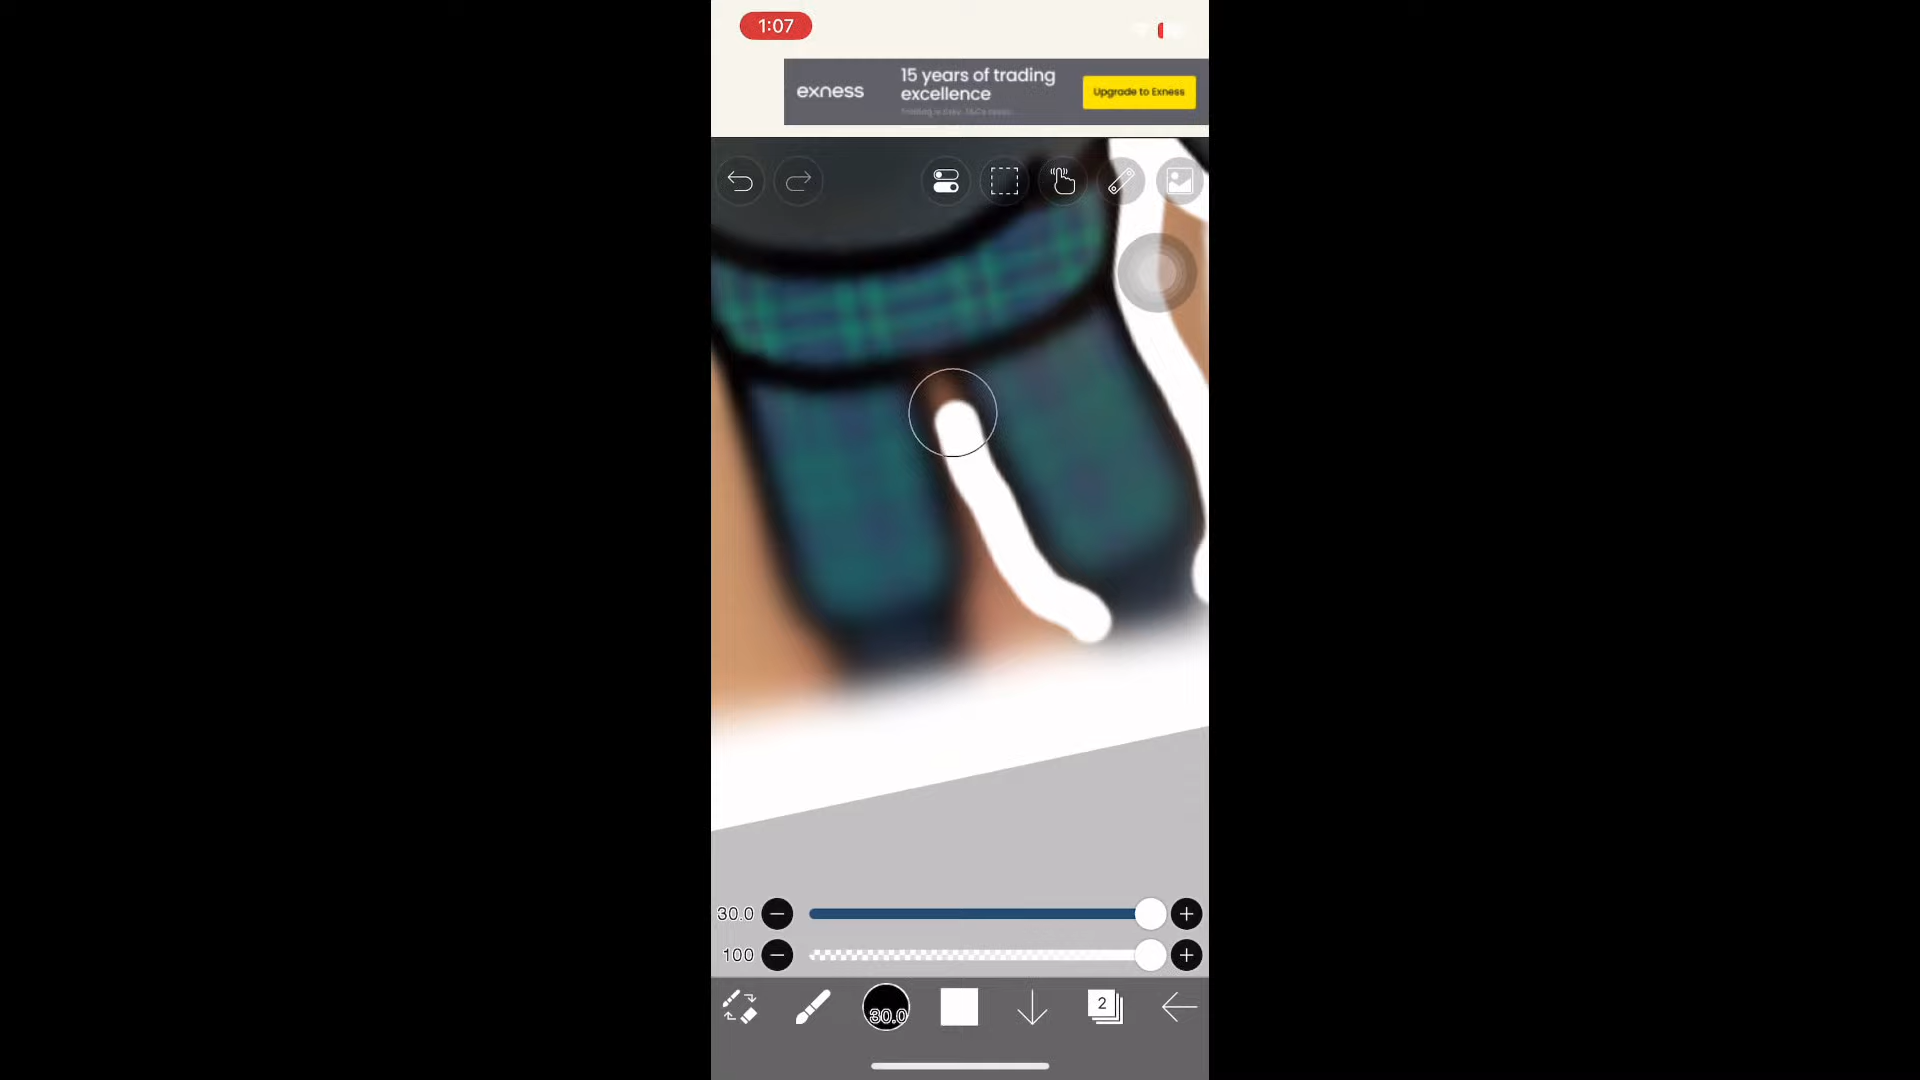 1:07
exness
15 years of trading
excellence
Upgrade to Exness
30.0
100
30.0
2